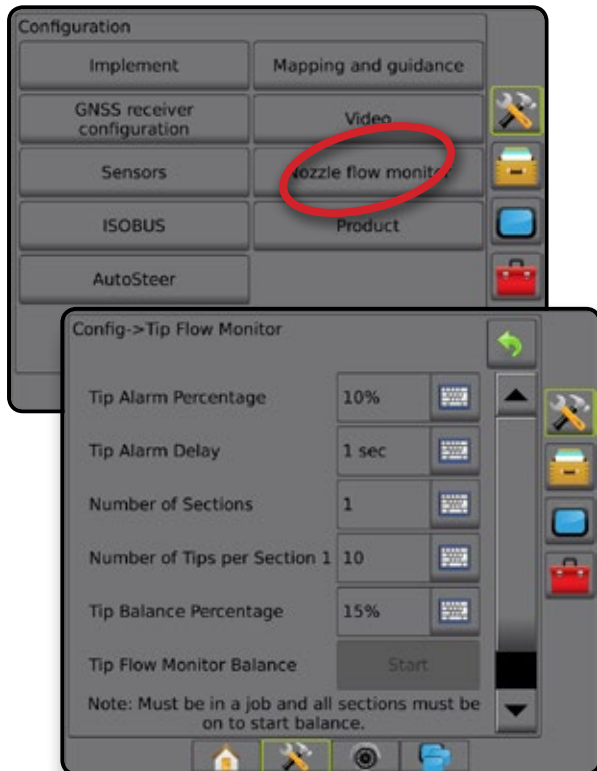 Configuration
Implement
Mapping and guidance
GNSS receiver
configuration
Video
Sensors
Nozzle flow monitor
ISOBUS
Product
AutoSteer
Config->Tip Flow Monitor
Tip Alarm Percentage
10%
Tip Alarm Delay
1 sec
Number of Sections
1
Number of Tips per Section 1
10
Tip Balance Percentage
15%
Tip Flow Monitor Balance
Start
Note: Must be in a job and all sections must be
on to start balance.